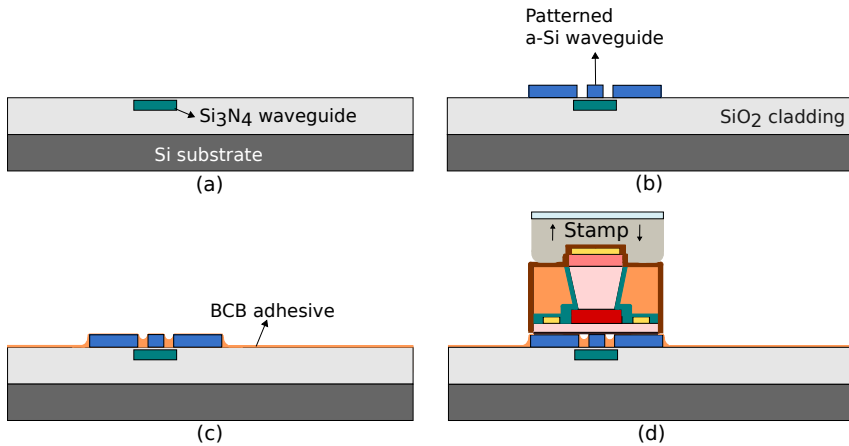 Si₃N₄ waveguide
Si substrate
(a)
Patterned
a-Si waveguide
SiO₂ cladding
(b)
BCB adhesive
(c)
Stamp
(d)